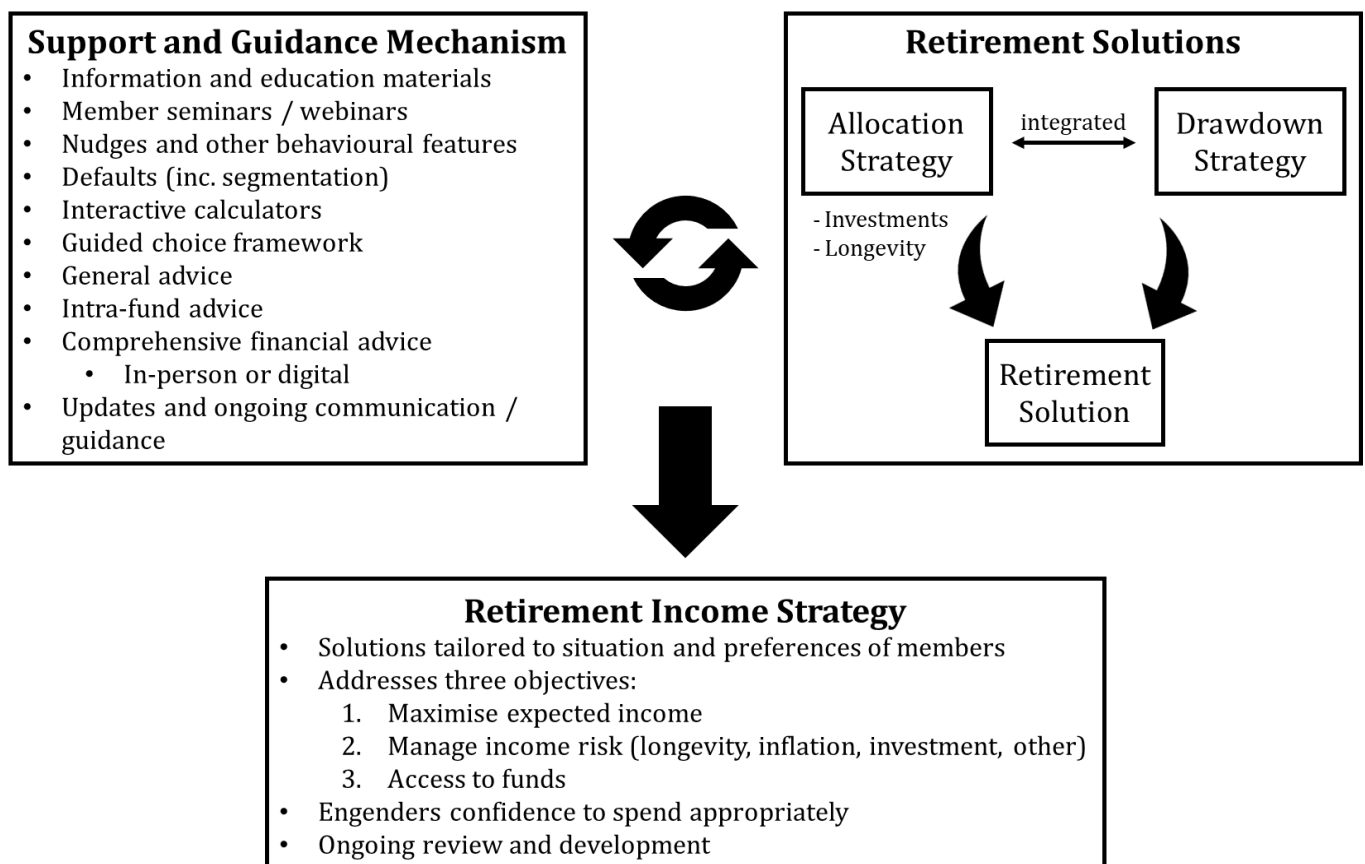 Support and Guidance Mechanism
• Information and education materials
• Member seminars / webinars
• Nudges and other behavioural features
• Defaults (inc. segmentation)
• Interactive calculators
• Guided choice framework
• General advice
• Intra-fund advice
• Comprehensive financial advice
• In-person or digital
• Updates and ongoing communication /
guidance
Retirement Solutions
Allocation
Strategy
integrated
Drawdown
Strategy
- Investments
- Longevity
Retirement
Solution
Retirement Income Strategy
• Solutions tailored to situation and preferences of members
• Addresses three objectives:
1. Maximise expected income
2. Manage income risk (longevity, inflation, investment, other)
3. Access to funds
• Engenders confidence to spend appropriately
• Ongoing review and development